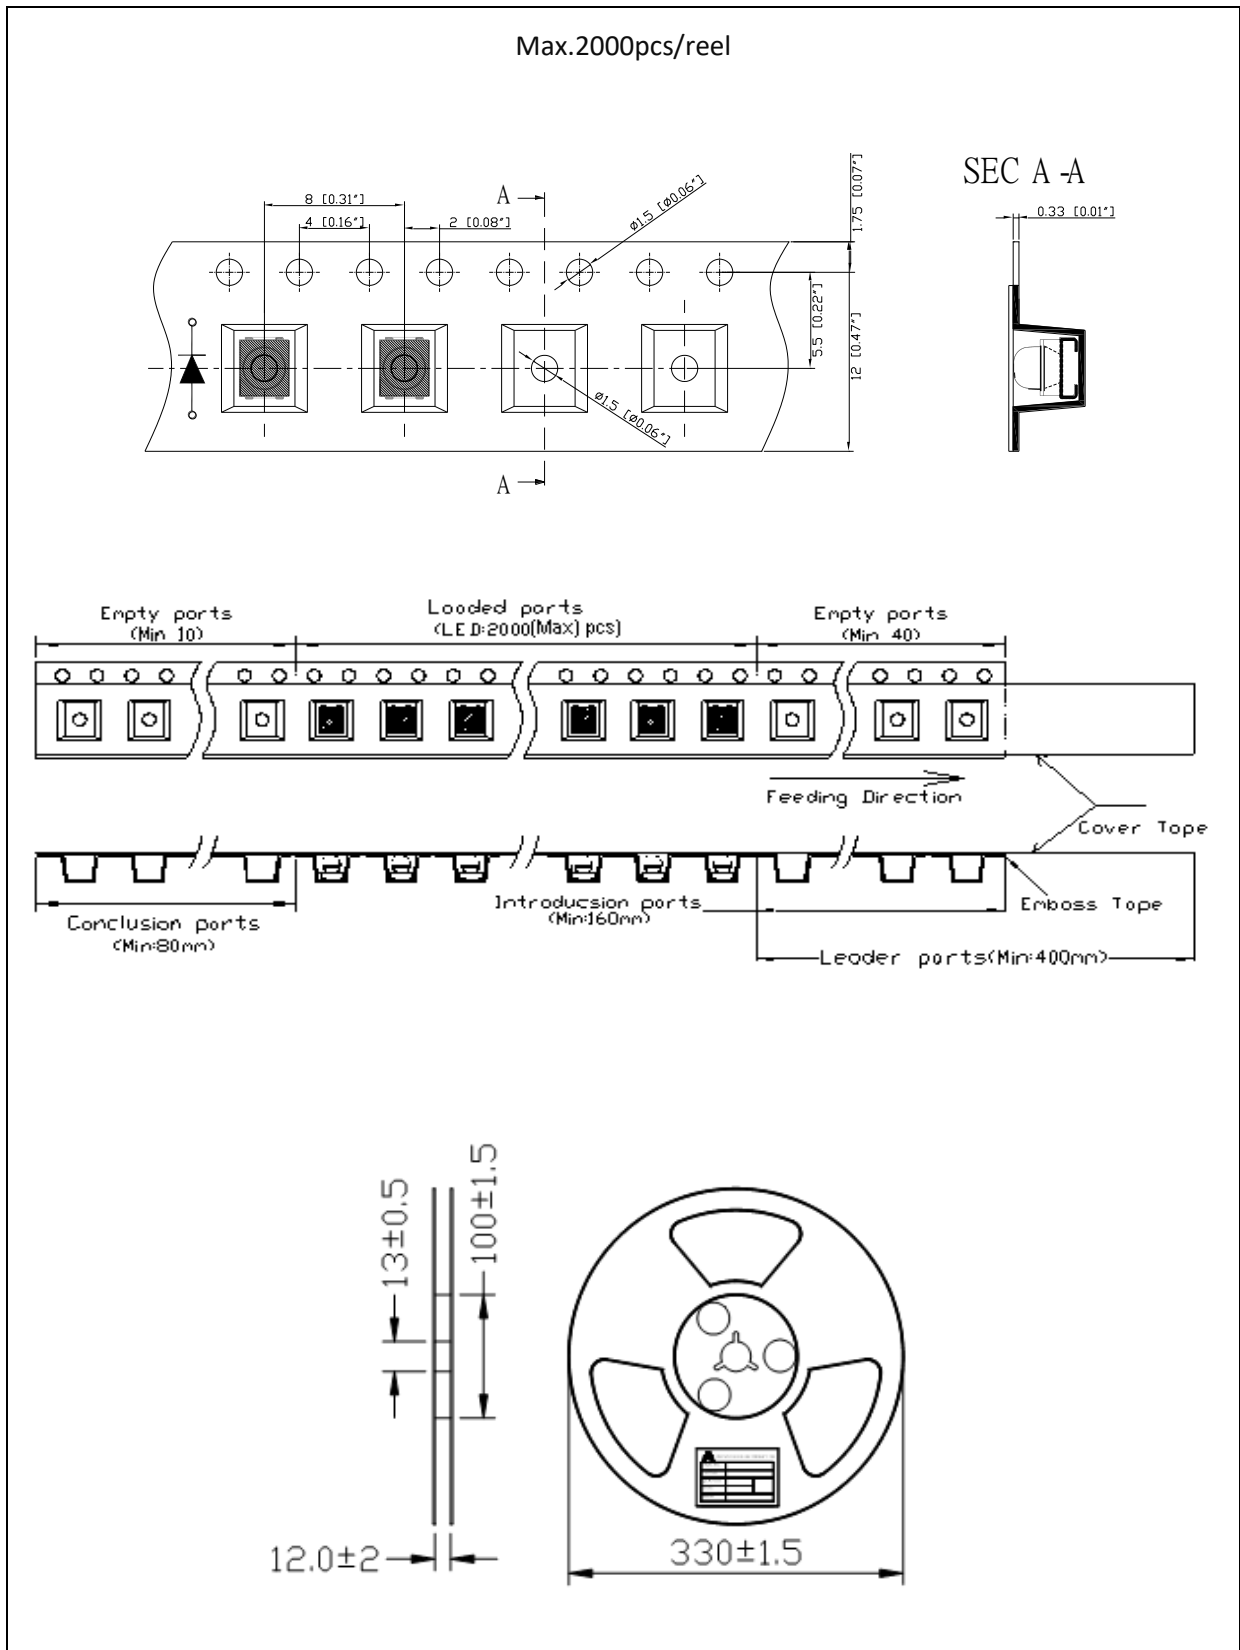 Max.2000pcs/reel
SEC A -A
A
8 [0.31"]
4 [0.16"]
2 [0.08"]
ø1.5 [ø0.06"]
1.75 [0.07"]
0.33 [0.01"]
5.5 [0.22"]
12 [0.47"]
ø1.5 [ø0.06"]
A
Empty ports
(Min 10)
Looded ports
(LED:2000(Max) pcs)
Empty ports
(Min 40)
Feeding Direction
Cover Tope
Conclusion ports
(Min:80mm)
Introducsion ports
(Min:160mm)
Emboss Tope
Leoder ports(Min:400mm)
13±0.5
100±1.5
12.0±2
330±1.5
A